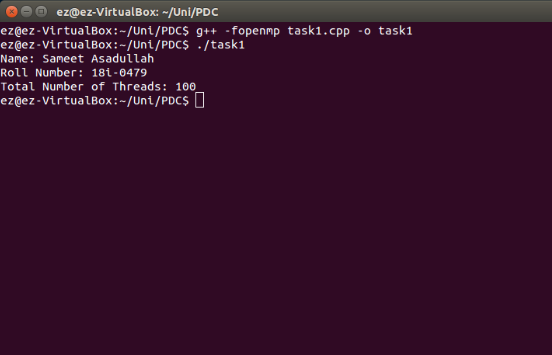 ez@ez-VirtualBox: ~/Uni/PDC
ez@ez-VirtualBox:~/Uni/PDC$ g++ -fopenmp task1.cpp -o task1
ez@ez-VirtualBox:~/Uni/PDC$ ./task1
Name: Sameet Asadullah
Roll Number: 18i-0479
Total Number of Threads: 100
ez@ez-VirtualBox:~/Uni/PDC$